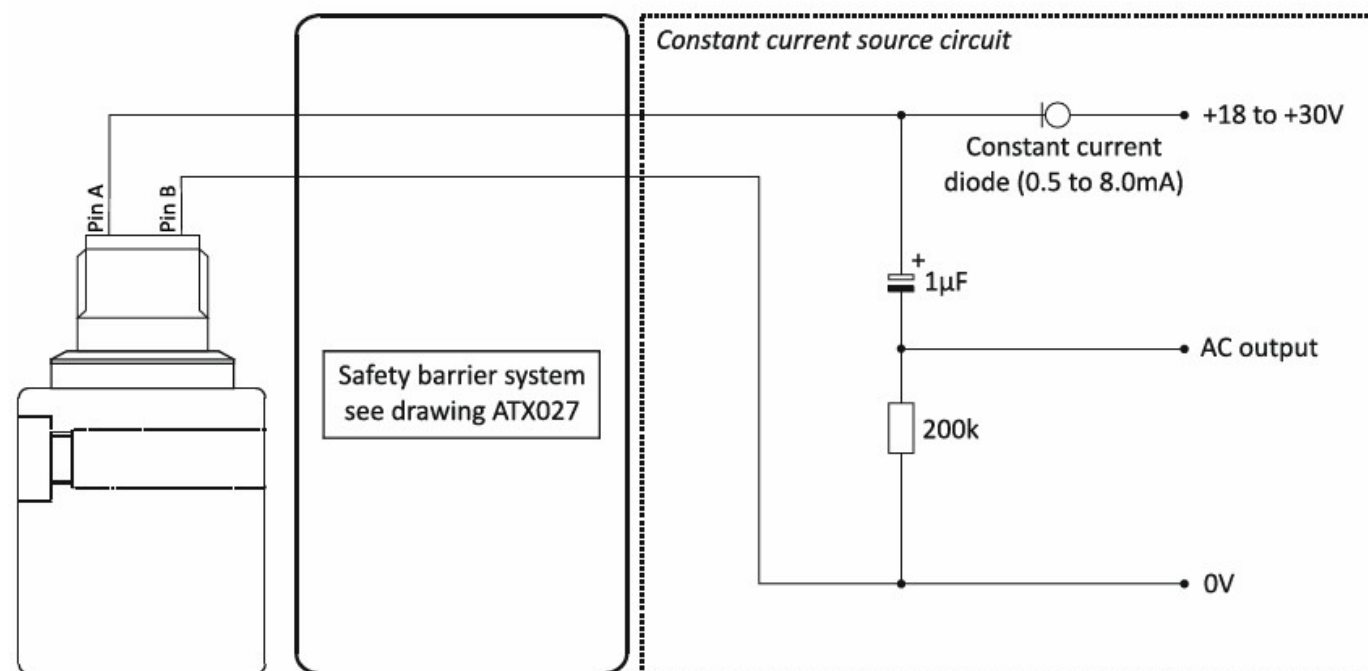 Constant current source circuit
+18 to +30V
Constant current
diode (0.5 to 8.0mA)
Pin A
Pin B
+
1µF
AC output
Safety barrier system
see drawing ATX027
200k
0V